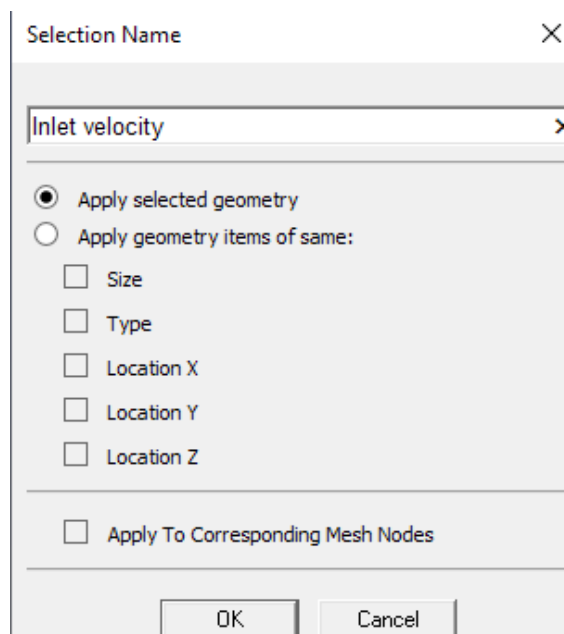 Selection Name
Inlet velocity
Apply selected geometry
Apply geometry items of same:
Size
Type
Location X
Location Y
Location Z
Apply To Corresponding Mesh Nodes
OK Cancel